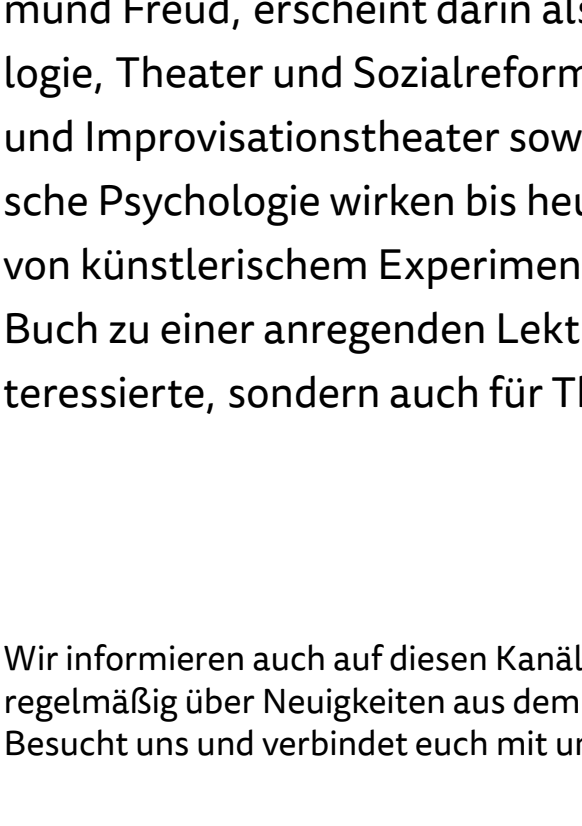 mund Freud, erscheint darin als
logie, Theater und Sozialreform
und Improvisationstheater sow
sche Psychologie wirken bis heu
von künstlerischem Experimen
Buch zu einer anregenden Lekt
teressierte, sondern auch für Th
Wir informieren auch auf diesen Kanäl
regelmäßig über Neuigkeiten aus dem
Besucht uns und verbindet euch mit un